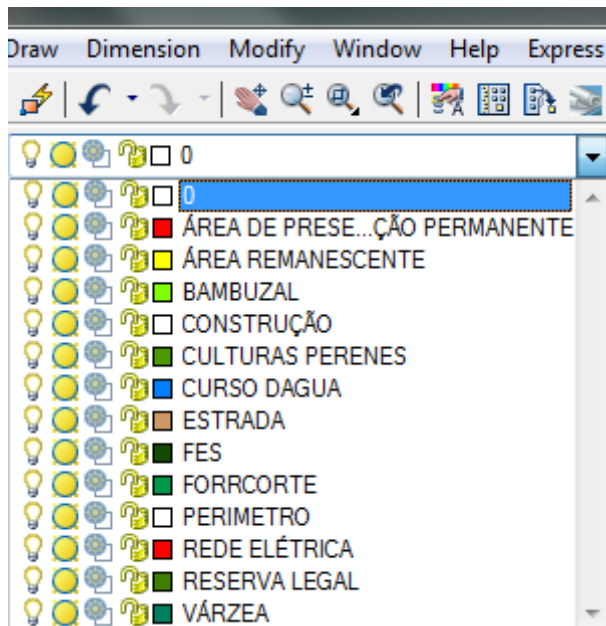 Draw Dimension Modify Window Help Express
0
0
ÁREA DE PRESE...ÇÃO PERMANENTE
ÁREA REMANESCENTE
BAMBUZAL
CONSTRUÇÃO
CULTURAS PERENES
CURSO DAGUA
ESTRADA
FES
FORRCORTE
PERIMETRO
REDE ELÉTRICA
RESERVA LEGAL
VÁRZEA